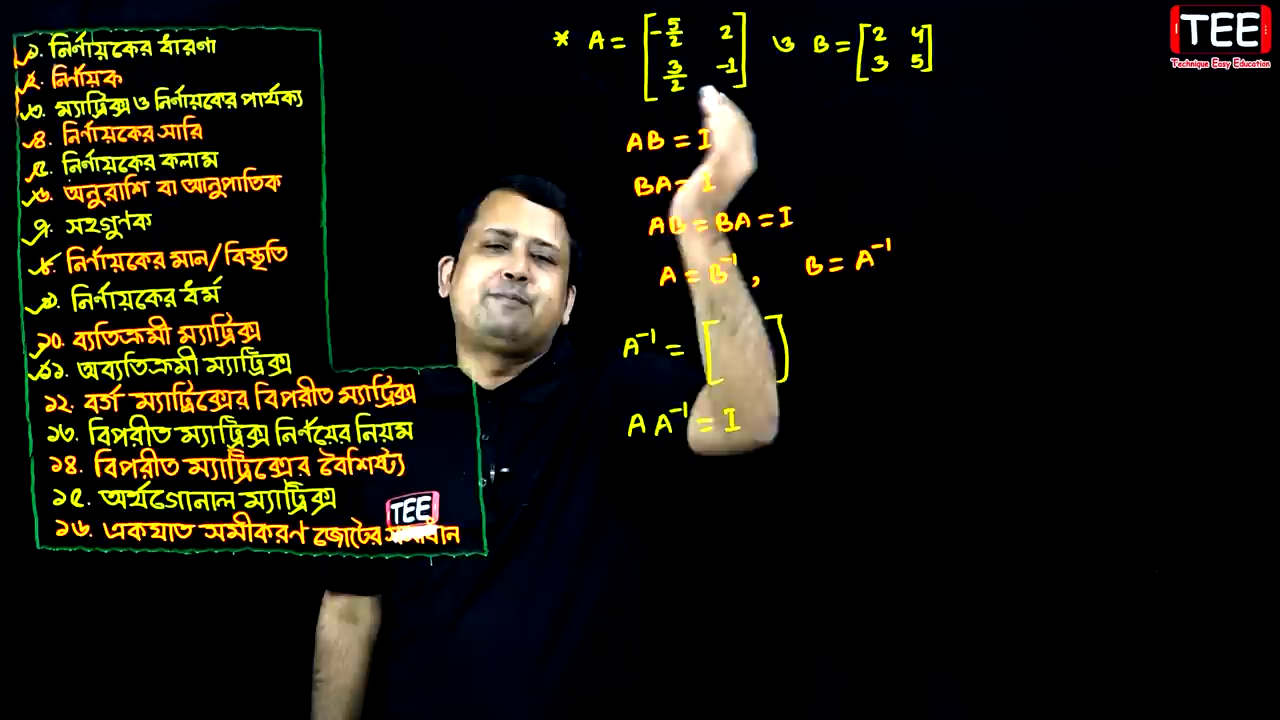 ১. নির্ণায়কের ধারণা
২. নির্ণায়ক
৩. ম্যাট্রিক্স ও নির্ণায়কের পার্থক্য
৪. নির্ণায়কের সারি
৫. নির্ণায়কের কলাম
৬. অনুরাশি বা আনুপাতিক
৭. সহগুণক
৮. নির্ণায়কের মান/বিস্তৃতি
৯. নির্ণায়কের ধর্ম
১০. ব্যতিক্রমী ম্যাট্রিক্স
১১. অব্যতিক্রমী ম্যাট্রিক্স
১২. বর্গ ম্যাট্রিক্সের বিপরীত ম্যাট্রিক্স
১৩. বিপরীত ম্যাট্রিক্স নির্ণয়ের নিয়ম
১৪. বিপরীত ম্যাট্রিক্সের বৈশিষ্ট্য
১৫. অর্থগোনাল ম্যাট্রিক্স
১৬. একঘাত সমীকরণ জোটের সমাধান
* A = [-5/2 2; 3/2 -1] ও B = [2 4; 3 5]
AB = I
BA = I
AB = BA = I
A = B⁻¹, B = A⁻¹
A⁻¹ = [ ]
A A⁻¹ = I
TEE
Technique Easy Education
TEE